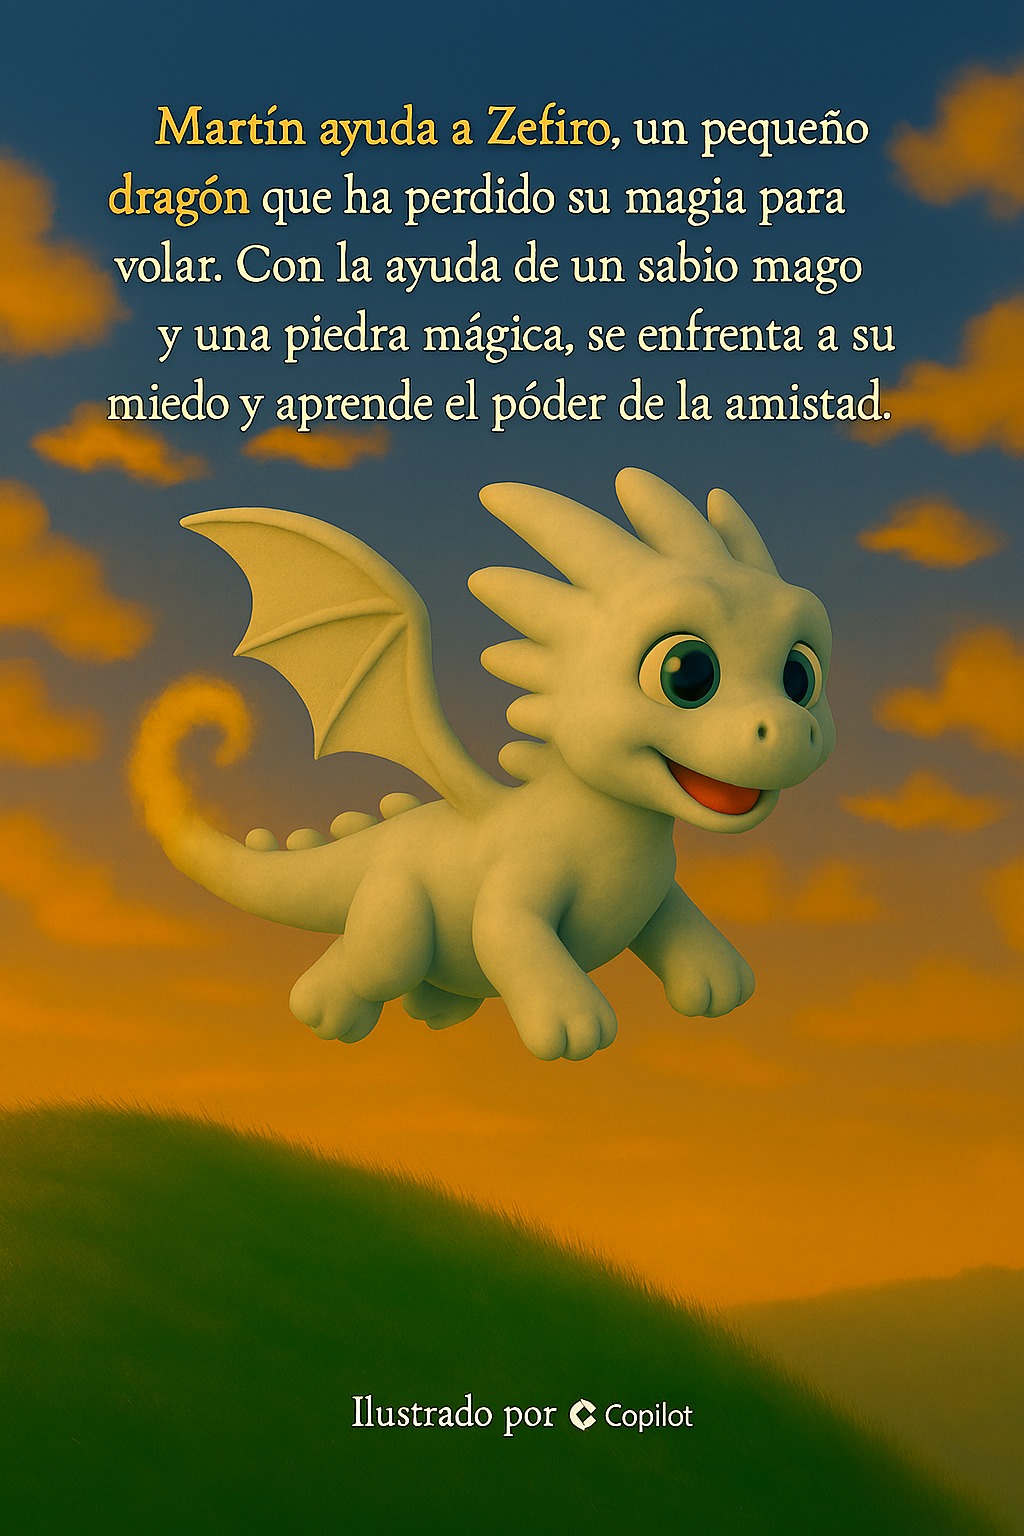 Martín ayuda a Zefiro, un pequeño
dragón que ha perdido su magia para
volar. Con la ayuda de un sabio mago
y una piedra mágica, se enfrenta a su
miedo y aprende el póder de la amistad.
Ilustrado por Copilot